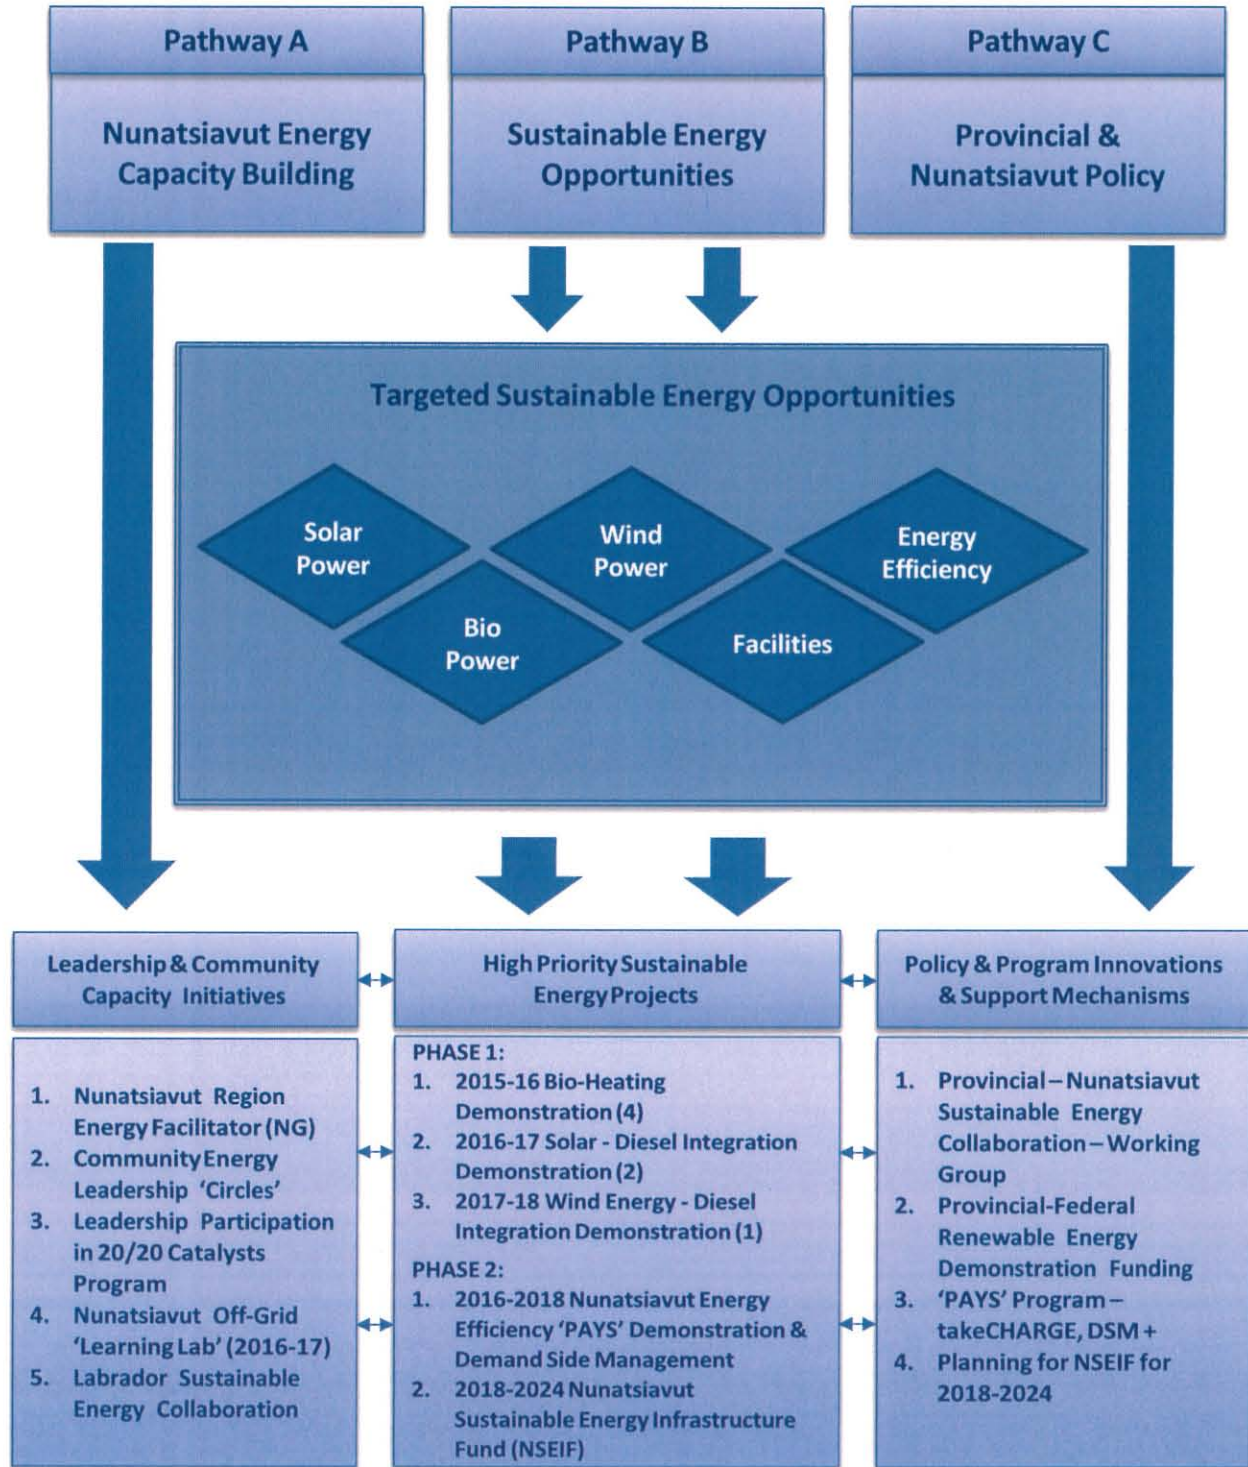 Pathway A
Nunatsiavut Energy
Capacity Building
Pathway B
Sustainable Energy
Opportunities
Pathway C
Provincial &
Nunatsiavut Policy
Targeted Sustainable Energy Opportunities
Solar
Power
Wind
Power
Energy
Efficiency
Bio
Power
Facilities
Leadership & Community
Capacity Initiatives
1. Nunatsiavut Region
Energy Facilitator (NG)
2. Community Energy
Leadership ‘Circles’
3. Leadership Participation
in 20/20 Catalysts
Program
4. Nunatsiavut Off-Grid
‘Learning Lab’ (2016-17)
5. Labrador Sustainable
Energy Collaboration
High Priority Sustainable
Energy Projects
PHASE 1:
1. 2015-16 Bio-Heating
Demonstration (4)
2. 2016-17 Solar - Diesel Integration
Demonstration (2)
3. 2017-18 Wind Energy - Diesel
Integration Demonstration (1)
PHASE 2:
1. 2016-2018 Nunatsiavut Energy
Efficiency ‘PAYS’ Demonstration &
Demand Side Management
2. 2018-2024 Nunatsiavut
Sustainable Energy Infrastructure
Fund (NSEIF)
Policy & Program Innovations
& Support Mechanisms
1. Provincial – Nunatsiavut
Sustainable Energy
Collaboration – Working
Group
2. Provincial-Federal
Renewable Energy
Demonstration Funding
3. ‘PAYS’ Program –
takeCHARGE, DSM +
4. Planning for NSEIF for
2018-2024